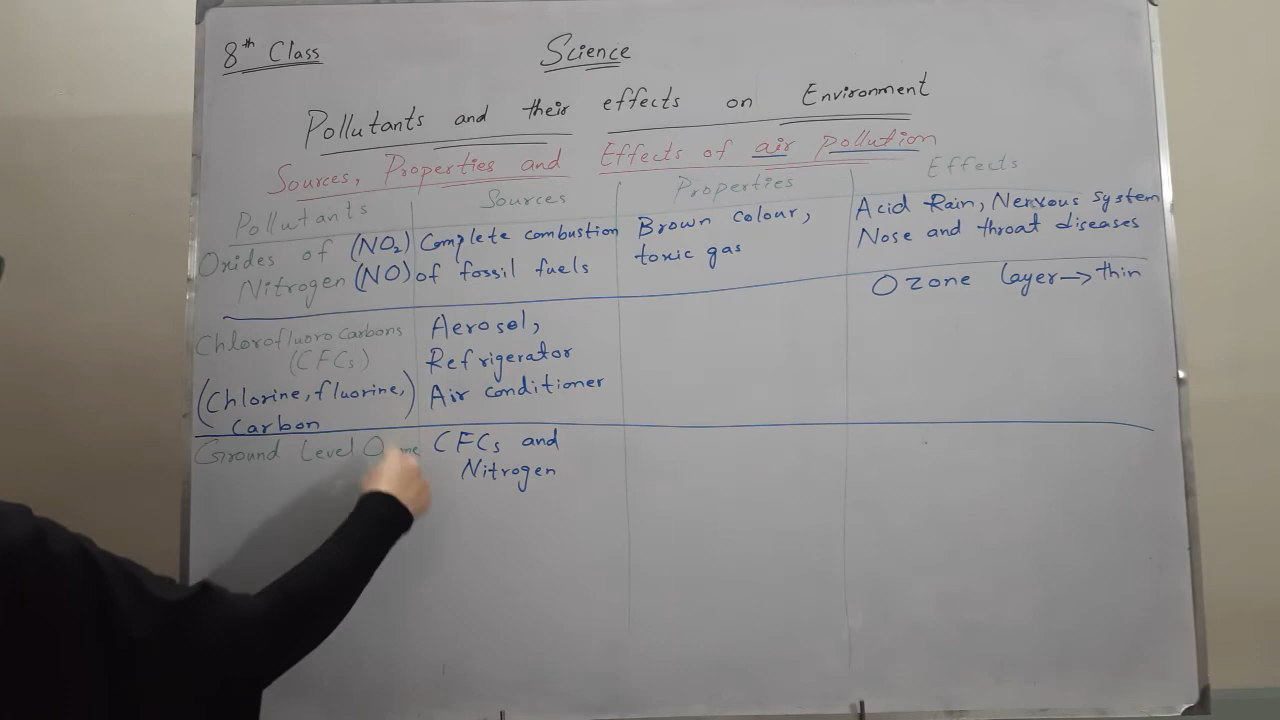 8th Class
Science
Pollutants and their effects on Environment
Sources, Properties and Effects of air pollution
Pollutants Sources Properties Effects
Oxides of (NO2) Complete combustion Brown colour, Acid Rain, Nervous system
Nitrogen (NO) of fossil fuels toxic gas Nose and throat diseases
Ozone layer → thin
Chlorofluoro carbons Aerosel,
(CFCs) Refrigerator
(Chlorine, fluorine, Air conditioner
Carbon)
Ground Level CFCs and
Nitrogen